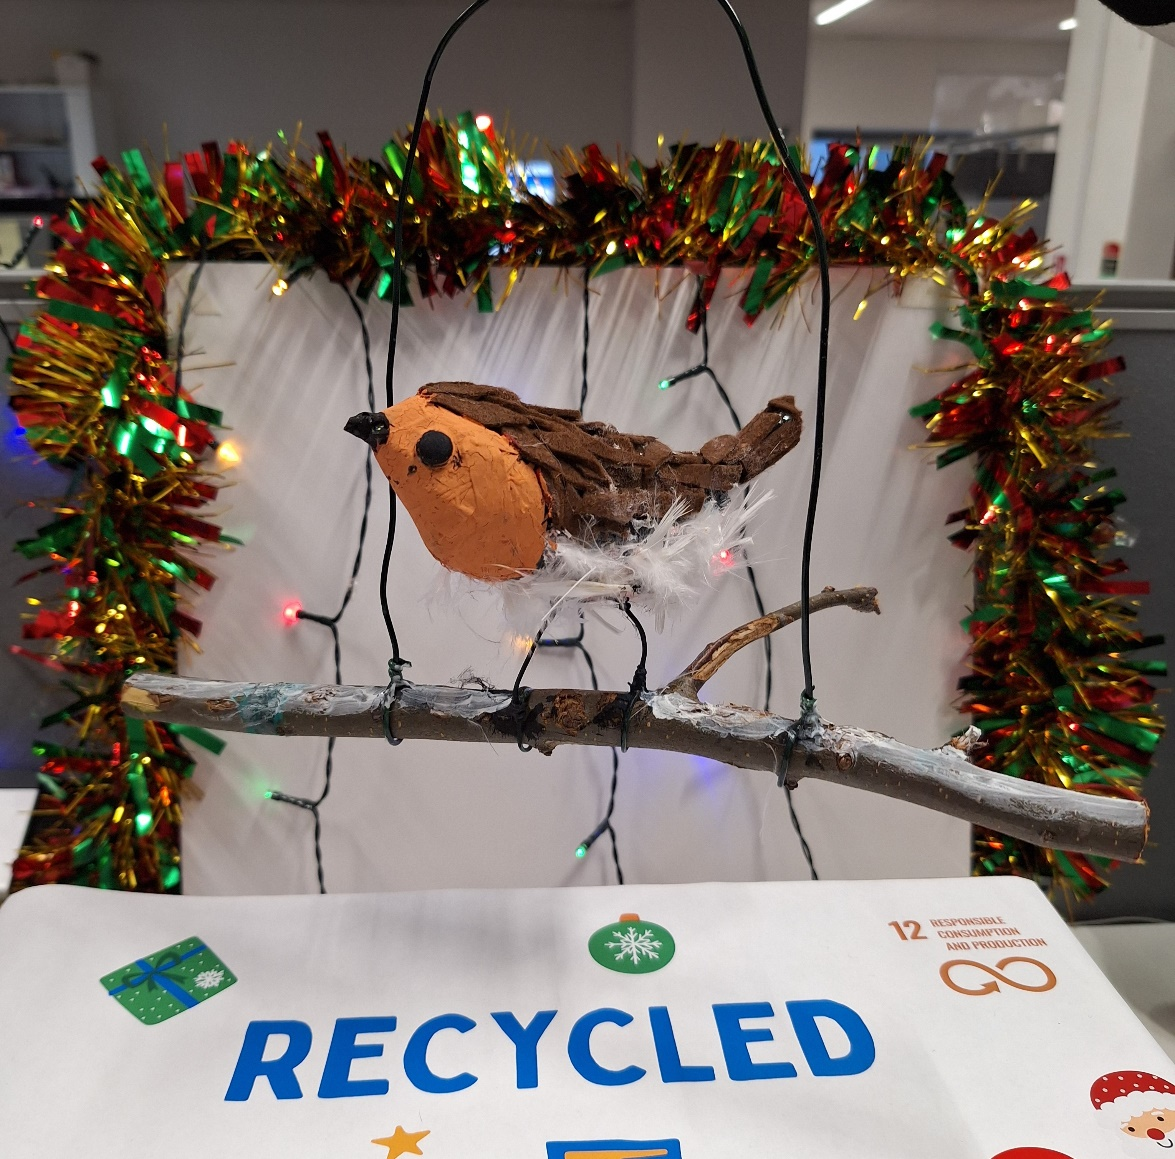 12 RESPONSIBLE
CONSUMPTION
AND PRODUCTION
RECYCLED